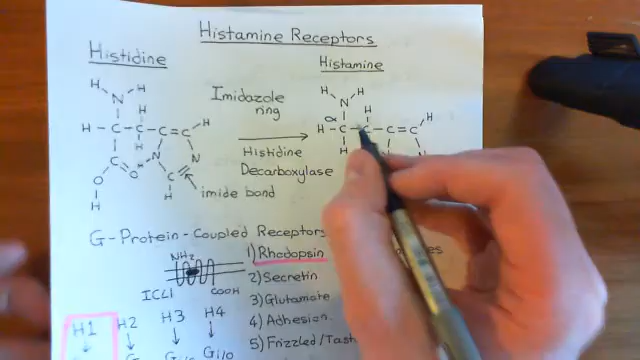 Histamine Receptors
Histidine
Histamine
Imidazole
ring
Histidine
Decarboxylase
imide bond
H H
N
H
H - C - C - C = C H
N
C
O
O
H
C
H
H
N
H H
N
H
α
H - C - C - C = C H
H
G-Protein-Coupled Receptors
NH2
ICL1 COOH
1) Rhodopsin
2) Secretin
3) Glutamate
4) Adhesion
5) Frizzled/Tas
H1 H2 H3 H4
Gi/o